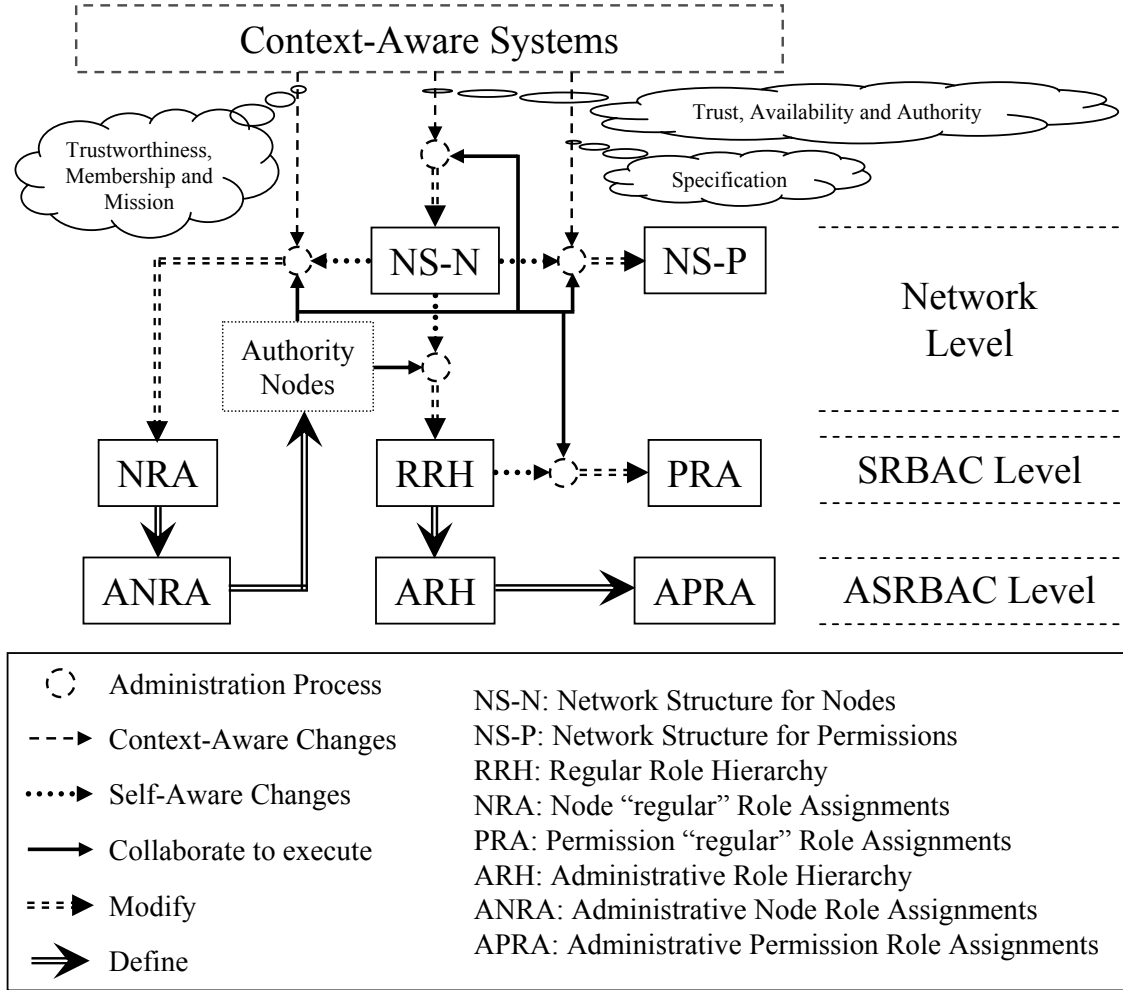 Context-Aware Systems
Trust, Availability and Authority
Trustworthiness,
Membership and
Mission
Specification
NS-N
NS-P
Network
Level
Authority
Nodes
NRA
RRH
PRA
SRBAC Level
ANRA
ARH
APRA
ASRBAC Level
Administration Process
Context-Aware Changes
Self-Aware Changes
Collaborate to execute
Modify
Define
NS-N: Network Structure for Nodes
NS-P: Network Structure for Permissions
RRH: Regular Role Hierarchy
NRA: Node “regular” Role Assignments
PRA: Permission “regular” Role Assignments
ARH: Administrative Role Hierarchy
ANRA: Administrative Node Role Assignments
APRA: Administrative Permission Role Assignments